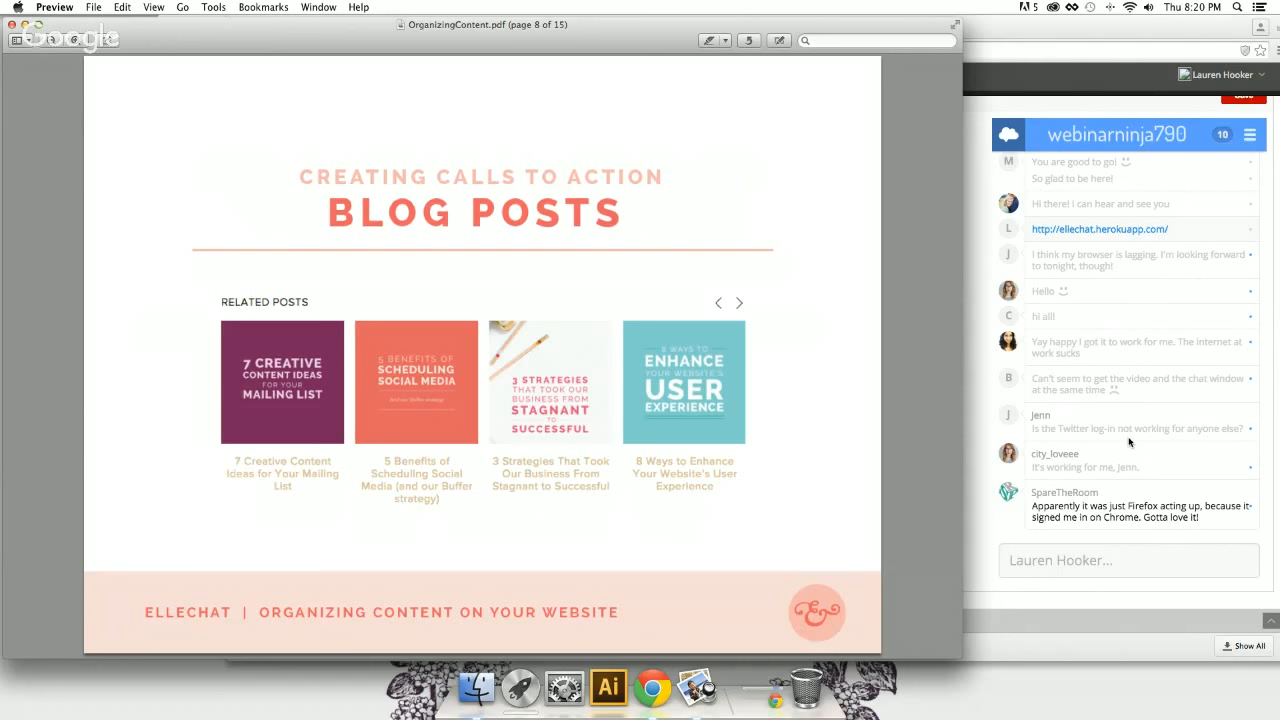 Preview File Edit View Go Tools Bookmarks Window Help
5 Thu 8:20 PM
OrganizingContent.pdf (page 8 of 15)
Google
5
Lauren Hooker
CREATING CALLS TO ACTION
BLOG POSTS
RELATED POSTS
7 CREATIVE
CONTENT IDEAS
FOR YOUR
MAILING LIST
5 BENEFITS OF
SCHEDULING
SOCIAL MEDIA
3 STRATEGIES
THAT TOOK OUR
BUSINESS FROM
STAGNANT
TO
SUCCESSFUL
8 WAYS TO
ENHANCE
YOUR WEBSITE'S
USER
EXPERIENCE
7 Creative Content
Ideas for Your Mailing
List
5 Benefits of
Scheduling Social
Media (and our Buffer
strategy)
3 Strategies That Took
Our Business From
Stagnant to Successful
8 Ways to Enhance
Your Website's User
Experience
ELLECHAT | ORGANIZING CONTENT ON YOUR WEBSITE
webinarninja790 10
M
You are good to go!
So glad to be here!
Hi there! I can hear and see you
L
http://ellechat.herokuapp.com/
J
I think my browser is lagging. I'm looking forward
to tonight, though!
Hello
C
hi all!
Yay happy I got it to work for me. The internet at
work sucks
B
Can't seem to get the video and the chat window
at the same time
J
Jenn
Is the Twitter log-in not working for anyone else?
city_loveee
It's working for me, Jenn.
SpareTheRoom
Apparently it was just Firefox acting up, because it
signed me in on Chrome. Gotta love it!
Lauren Hooker...
Show All
Ai